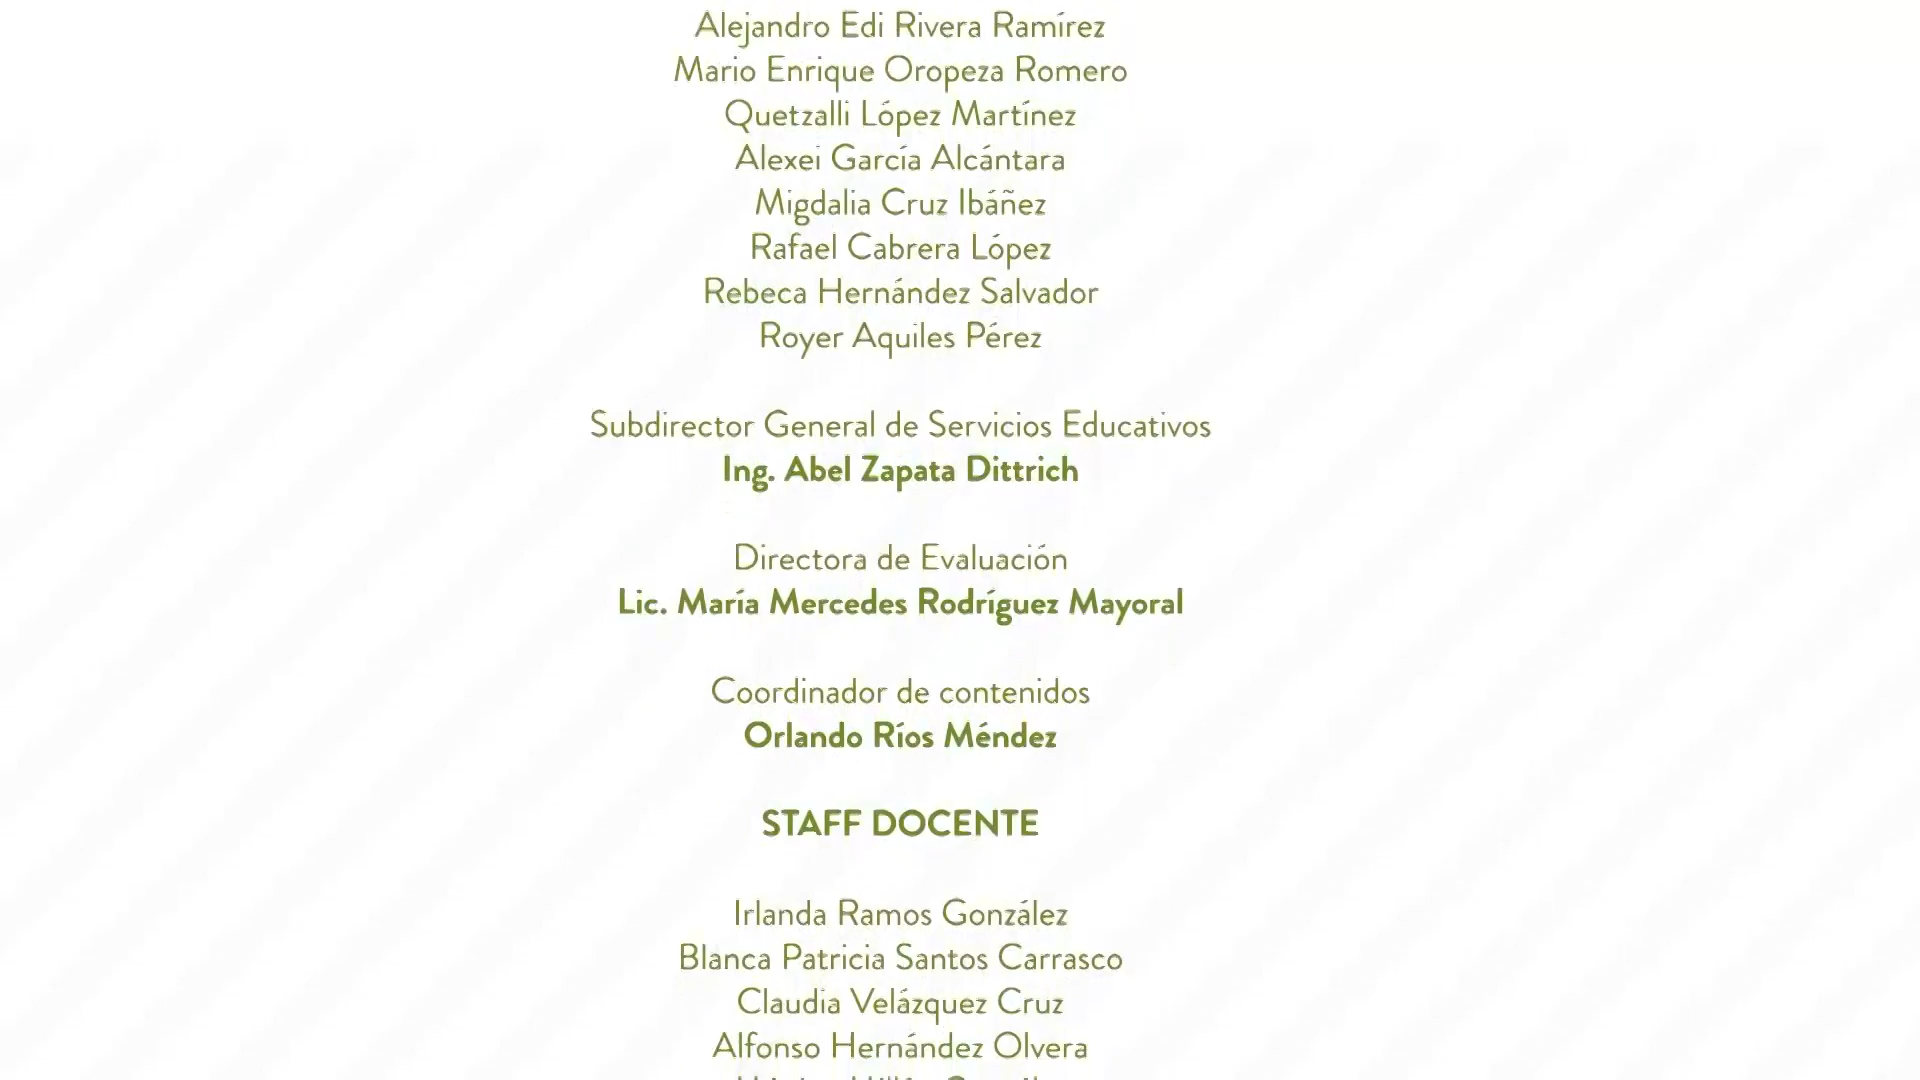 Alejandro Edi Rivera Ramírez
Mario Enrique Oropeza Romero
Quetzalli López Martínez
Alexei García Alcántara
Migdalia Cruz Ibáñez
Rafael Cabrera López
Rebeca Hernández Salvador
Royer Aquiles Pérez
Subdirector General de Servicios Educativos
Ing. Abel Zapata Dittrich
Directora de Evaluación
Lic. María Mercedes Rodríguez Mayoral
Coordinador de contenidos
Orlando Ríos Méndez
STAFF DOCENTE
Irlanda Ramos González
Blanca Patricia Santos Carrasco
Claudia Velázquez Cruz
Alfonso Hernández Olvera